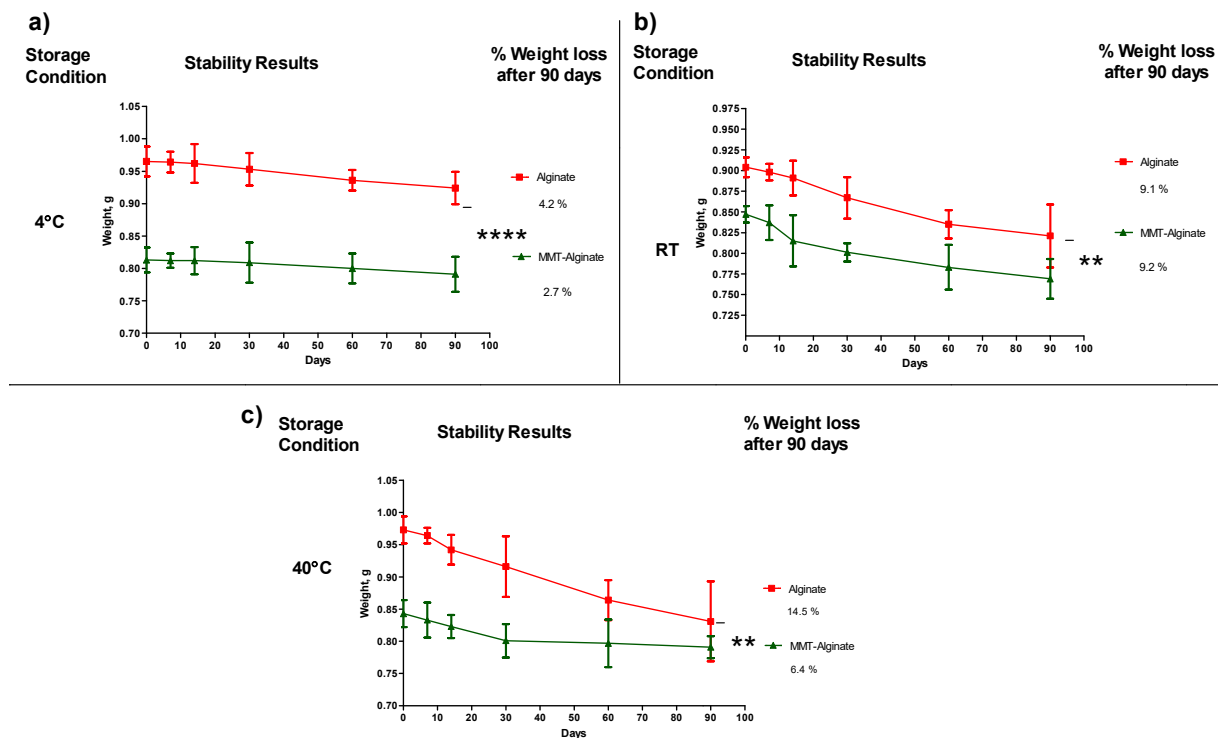 a)
Storage
Condition
Stability Results
% Weight loss
after 90 days
4°C
Weight, g
1.05
1.00
0.95
0.90
0.85
0.80
0.75
0.70
0 10 20 30 40 50 60 70 80 90 100
Days
Alginate
4.2 %
****
MMT-Alginate
2.7 %
b)
Storage
Condition
Stability Results
% Weight loss
after 90 days
RT
Weight, g
0.975
0.950
0.925
0.900
0.875
0.850
0.825
0.800
0.775
0.750
0.725
0 10 20 30 40 50 60 70 80 90 100
Days
Alginate
9.1 %
**
MMT-Alginate
9.2 %
c)
Storage
Condition
Stability Results
% Weight loss
after 90 days
40°C
Weight, g
1.05
1.00
0.95
0.90
0.85
0.80
0.75
0.70
0 10 20 30 40 50 60 70 80 90 100
Days
Alginate
14.5 %
**
MMT-Alginate
6.4 %